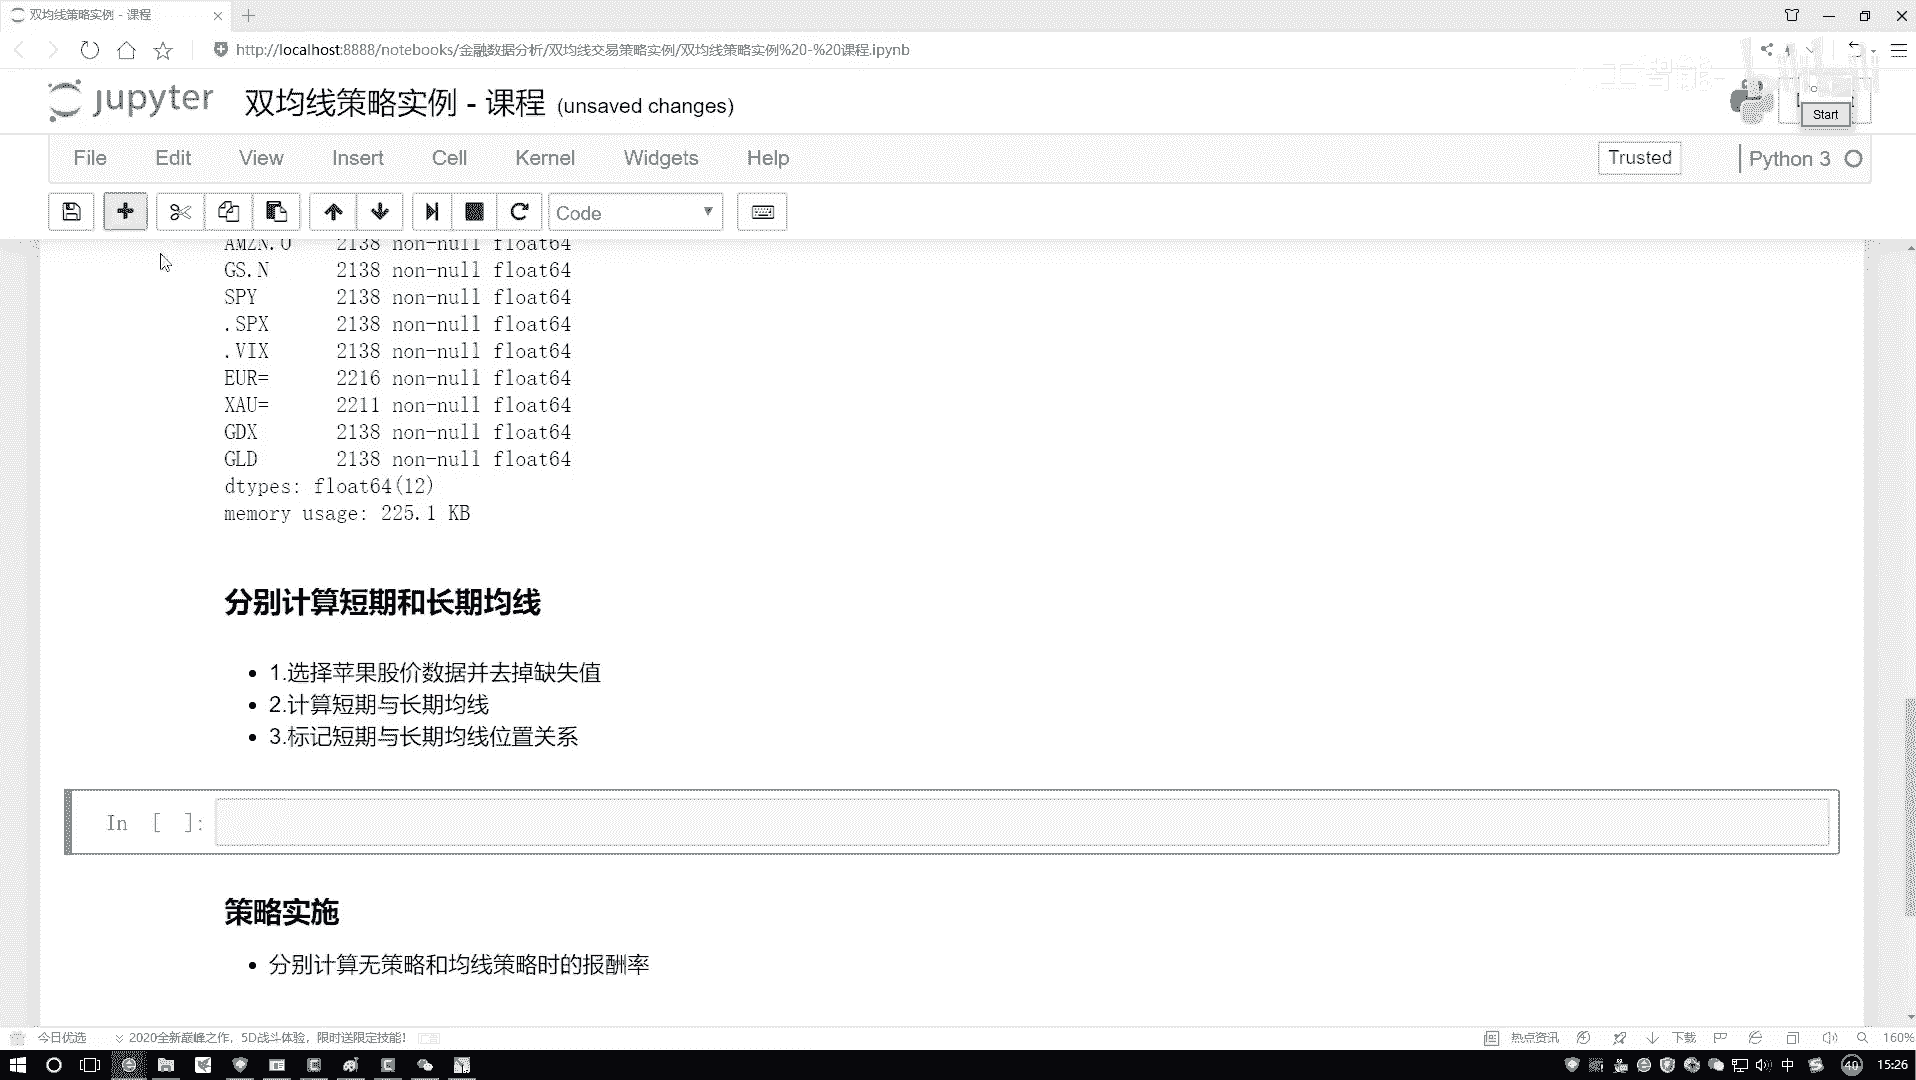 双均线策略实例 - 课程
http://localhost:8888/notebooks/金融数据分析/双均线交易策略实例/双均线策略实例%20-%20课程.ipynb
jupyter 双均线策略实例 - 课程 (unsaved changes)
Start
File Edit View Insert Cell Kernel Widgets Help
Trusted
Python 3
Code
AMZN.O 2138 non-null float64
GS.N 2138 non-null float64
SPY 2138 non-null float64
.SPX 2138 non-null float64
.VIX 2138 non-null float64
EUR= 2216 non-null float64
XAU= 2211 non-null float64
GDX 2138 non-null float64
GLD 2138 non-null float64
dtypes: float64(12)
memory usage: 225.1 KB
分别计算短期和长期均线
1.选择苹果股价数据并去掉缺失值
2.计算短期与长期均线
3.标记短期与长期均线位置关系
In [ ]:
策略实施
分别计算无策略和均线策略时的报酬率
今日优选 2020全新巅峰之作，5D战斗体验，限时送限定技能！
热点资讯 下载 160%
中 40 15:26